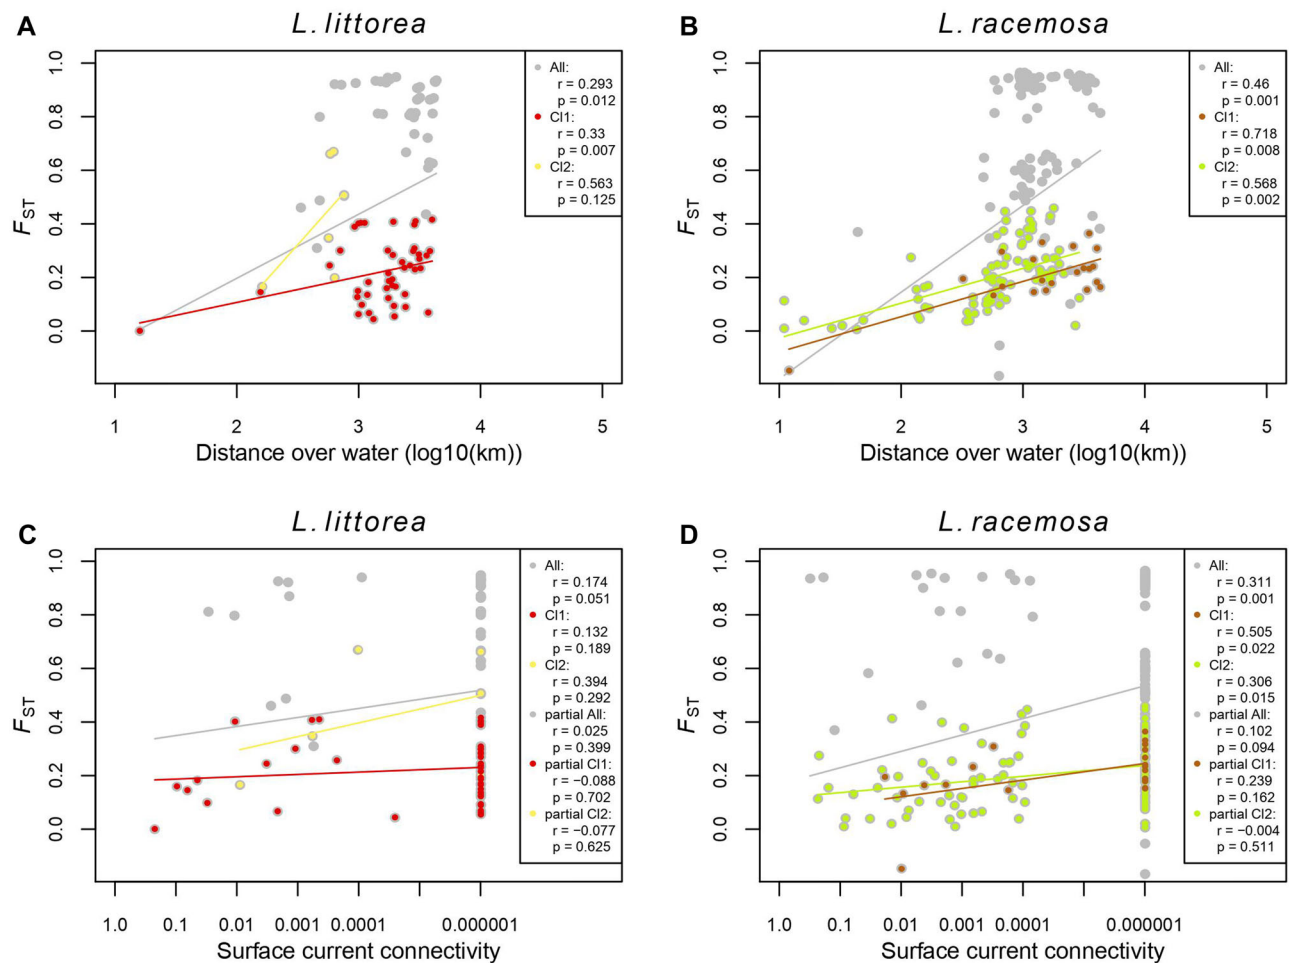 A
L. littorea
1.0
0.8
0.6
0.4
0.2
0.0
FST
All:
r = 0.293
p = 0.012
Cl1:
r = 0.33
p = 0.007
Cl2:
r = 0.563
p = 0.125
1 2 3 4 5
Distance over water (log10(km))
B
L. racemosa
1.0
0.8
0.6
0.4
0.2
0.0
FST
All:
r = 0.46
p = 0.001
Cl1:
r = 0.718
p = 0.008
Cl2:
r = 0.568
p = 0.002
1 2 3 4 5
Distance over water (log10(km))
C
L. littorea
1.0
0.8
0.6
0.4
0.2
0.0
FST
All:
r = 0.174
p = 0.051
Cl1:
r = 0.132
p = 0.189
Cl2:
r = 0.394
p = 0.292
partial All:
r = 0.025
p = 0.399
partial Cl1:
r = −0.088
p = 0.702
partial Cl2:
r = −0.077
p = 0.625
1.0 0.1 0.01 0.001 0.0001 0.000001
Surface current connectivity
D
L. racemosa
1.0
0.8
0.6
0.4
0.2
0.0
FST
All:
r = 0.311
p = 0.001
Cl1:
r = 0.505
p = 0.022
Cl2:
r = 0.306
p = 0.015
partial All:
r = 0.102
p = 0.094
partial Cl1:
r = 0.239
p = 0.162
partial Cl2:
r = −0.004
p = 0.511
1.0 0.1 0.01 0.001 0.0001 0.000001
Surface current connectivity